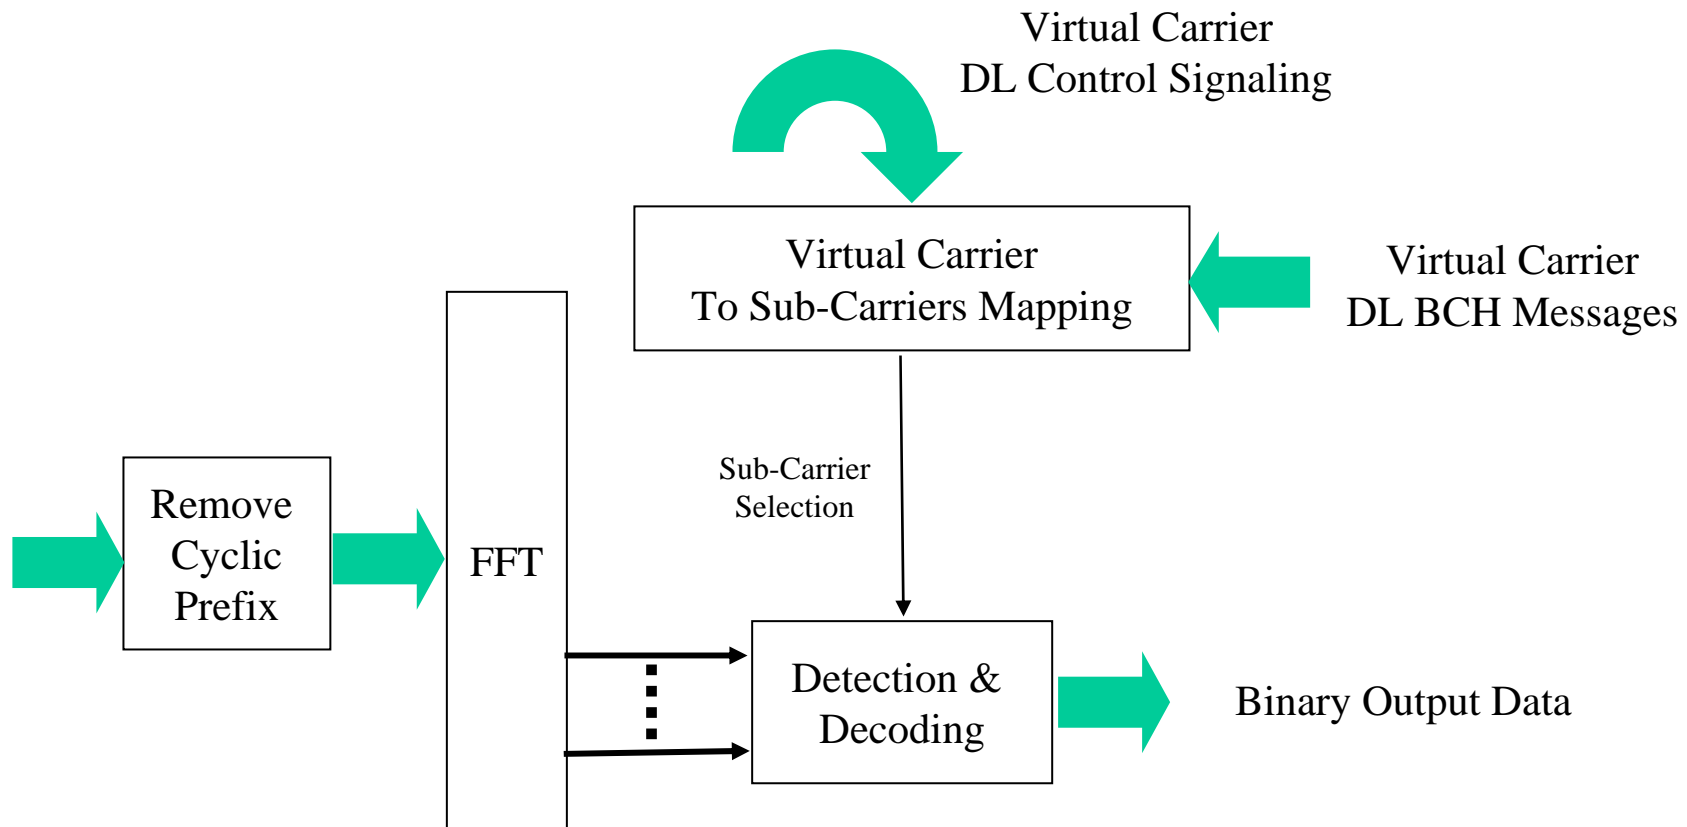 Virtual Carrier
DL Control Signaling
Virtual Carrier
To Sub-Carriers Mapping
Virtual Carrier
DL BCH Messages
Sub-Carrier
Selection
Remove
Cyclic
Prefix
FFT
Detection &
Decoding
Binary Output Data